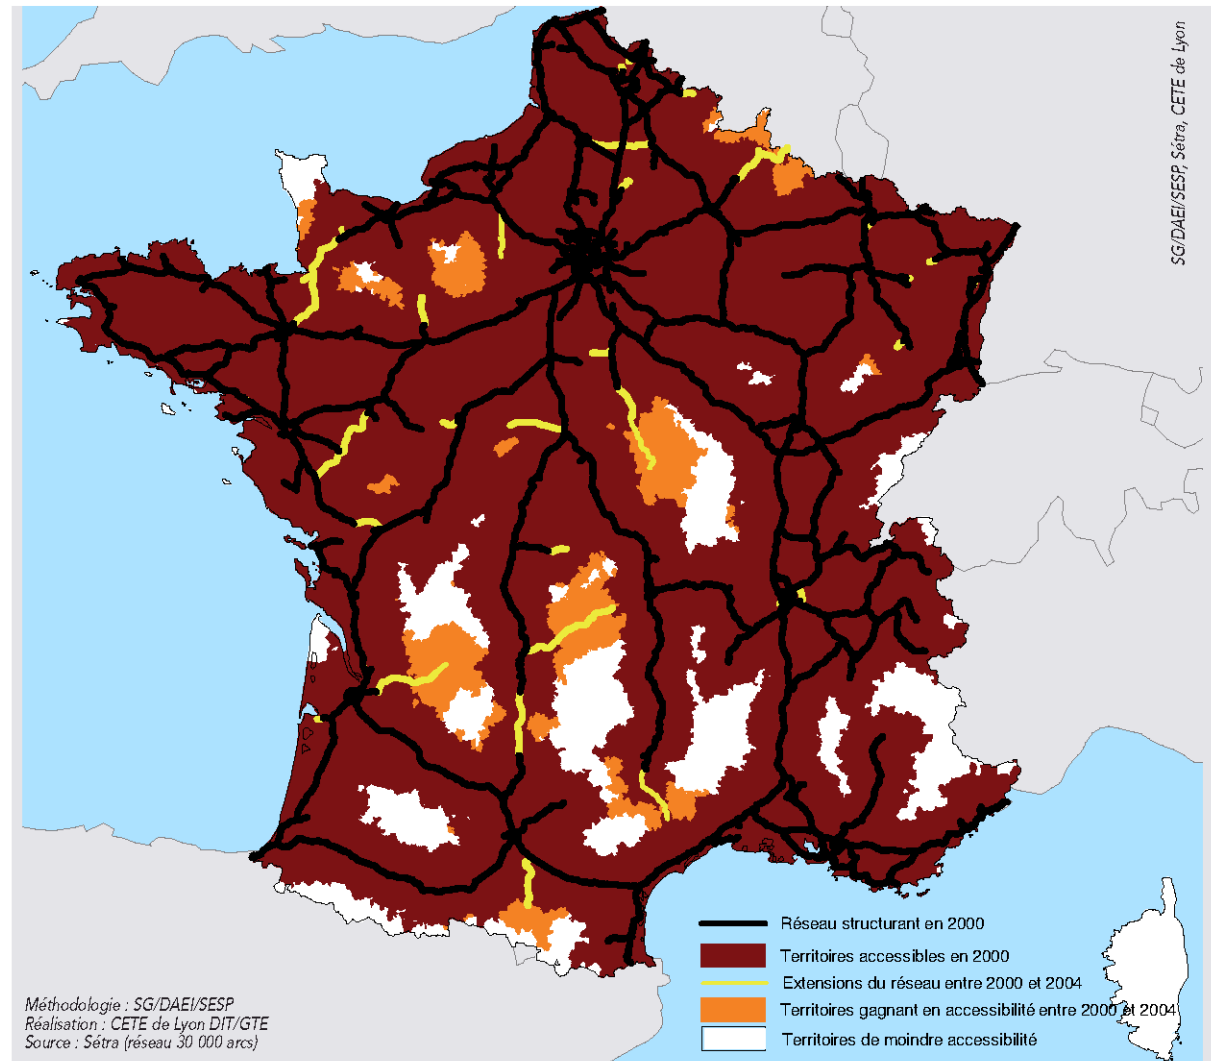 SG/DAEI/SESP, Sétra, CETE de Lyon
Réseau structurant en 2000
Territoires accessibles en 2000
Extensions du réseau entre 2000 et 2004
Territoires gagnant en accessibilité entre 2000 et 2004
Territoires de moindre accessibilité
Méthodologie : SG/DAEI/SESP
Réalisation : CETE de Lyon DIT/GTE
Source : Sétra (réseau 30 000 arcs)